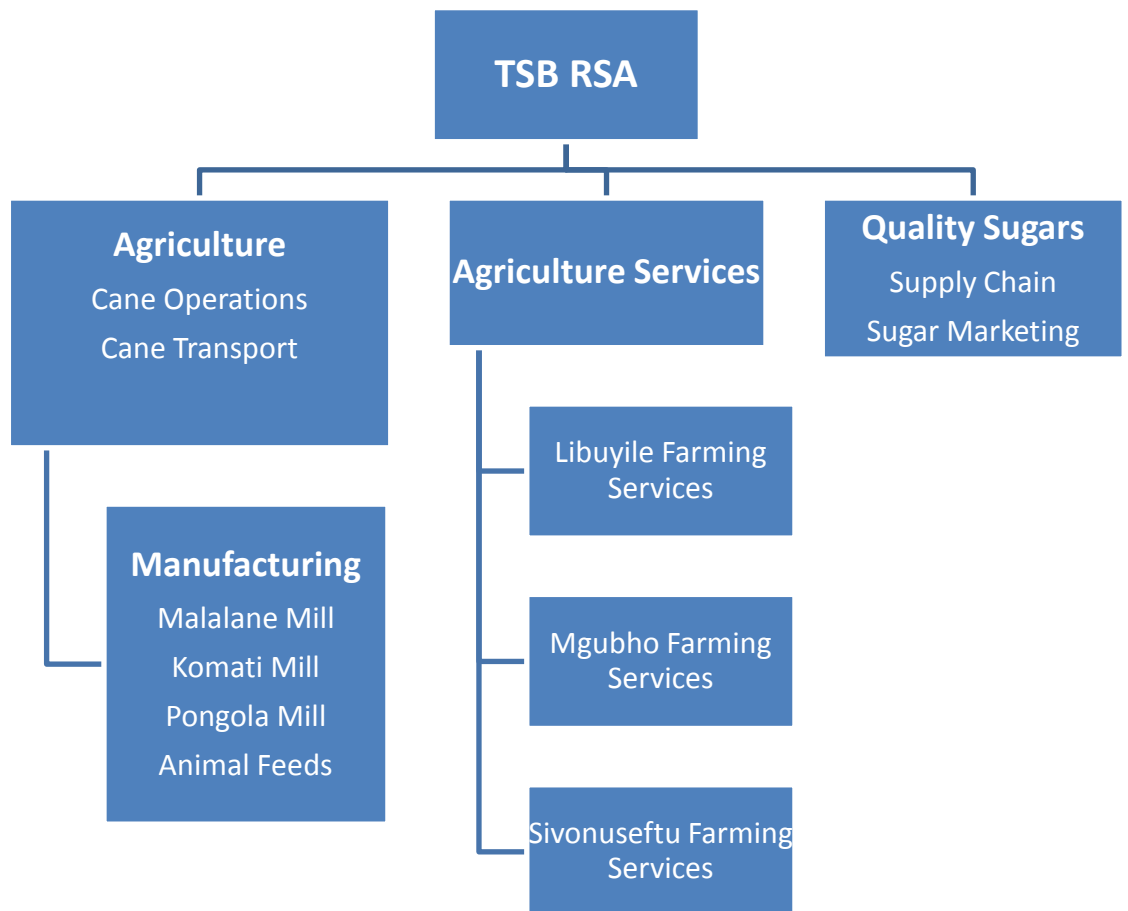 TSB RSA
Agriculture
Cane Operations
Cane Transport
Agriculture Services
Quality Sugars
Supply Chain
Sugar Marketing
Manufacturing
Malalane Mill
Komati Mill
Pongola Mill
Animal Feeds
Libuyile Farming
Services
Mgubho Farming
Services
Sivonuseftu Farming
Services